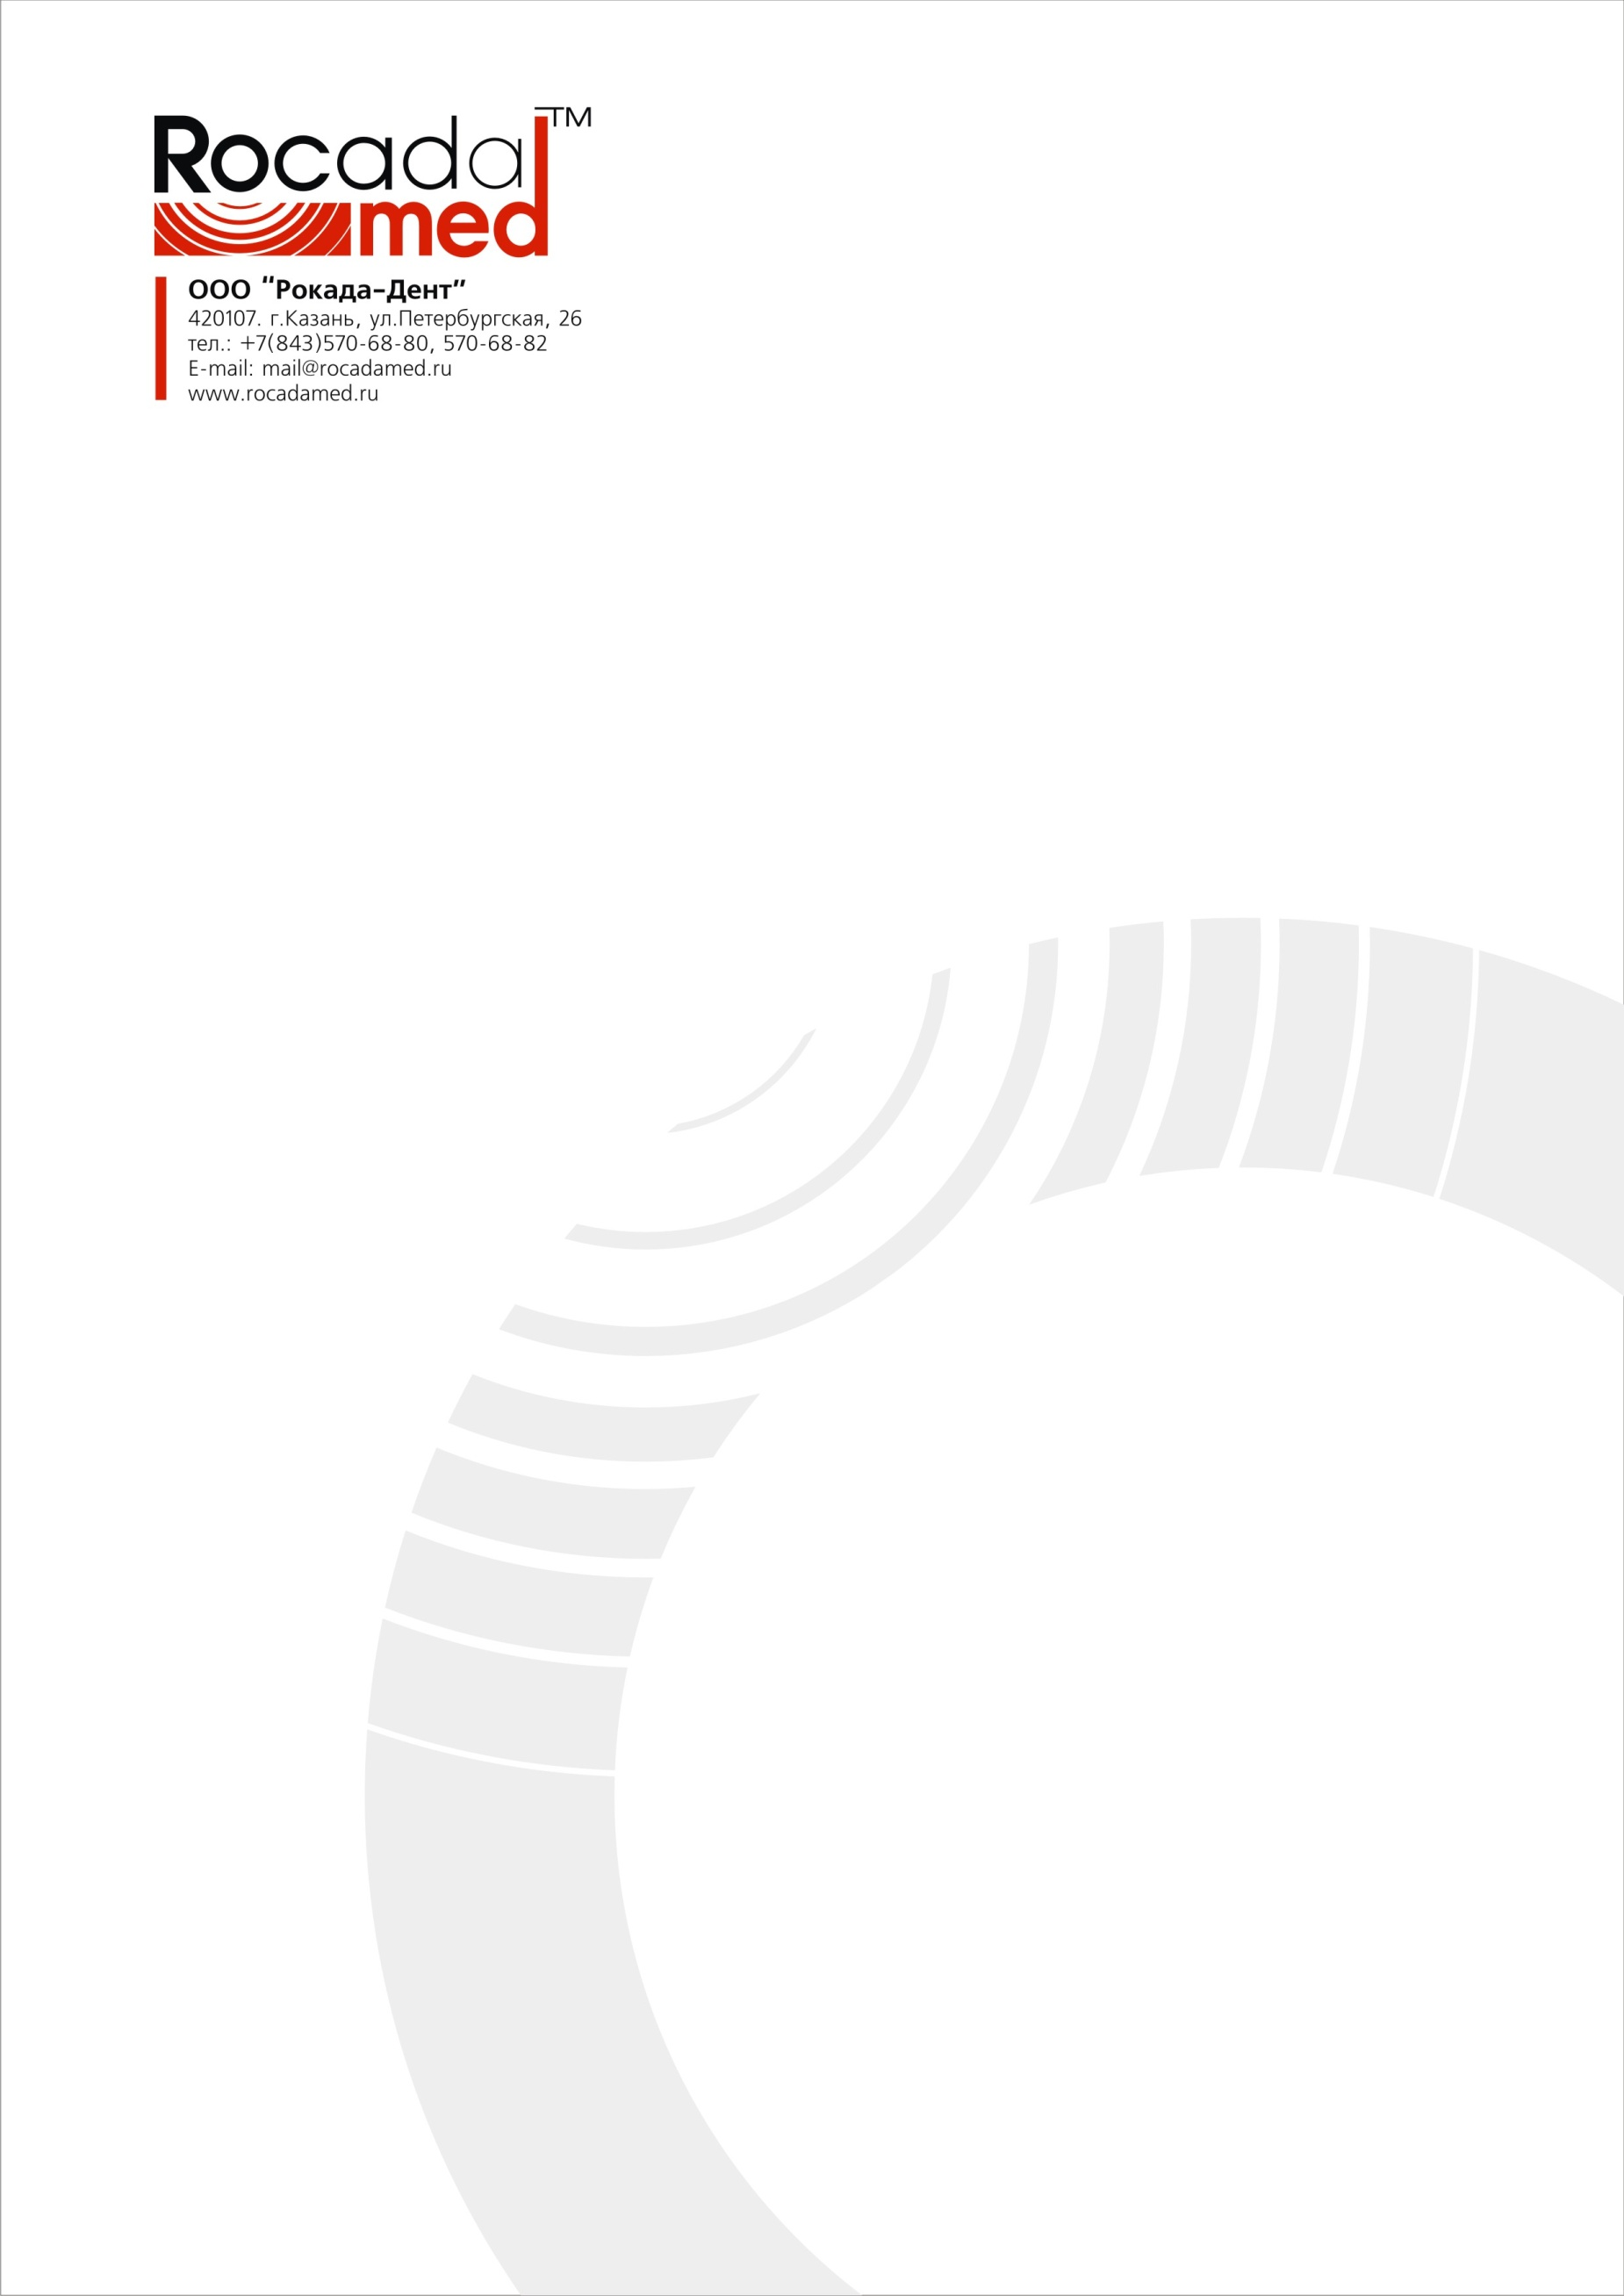 Rocada™
med
ООО “Рокада-Дент”
420107. г.Казань, ул.Петербургская, 26
тел.: +7(843)570-68-80, 570-68-82
E-mail: mail@rocadamed.ru
www.rocadamed.ru